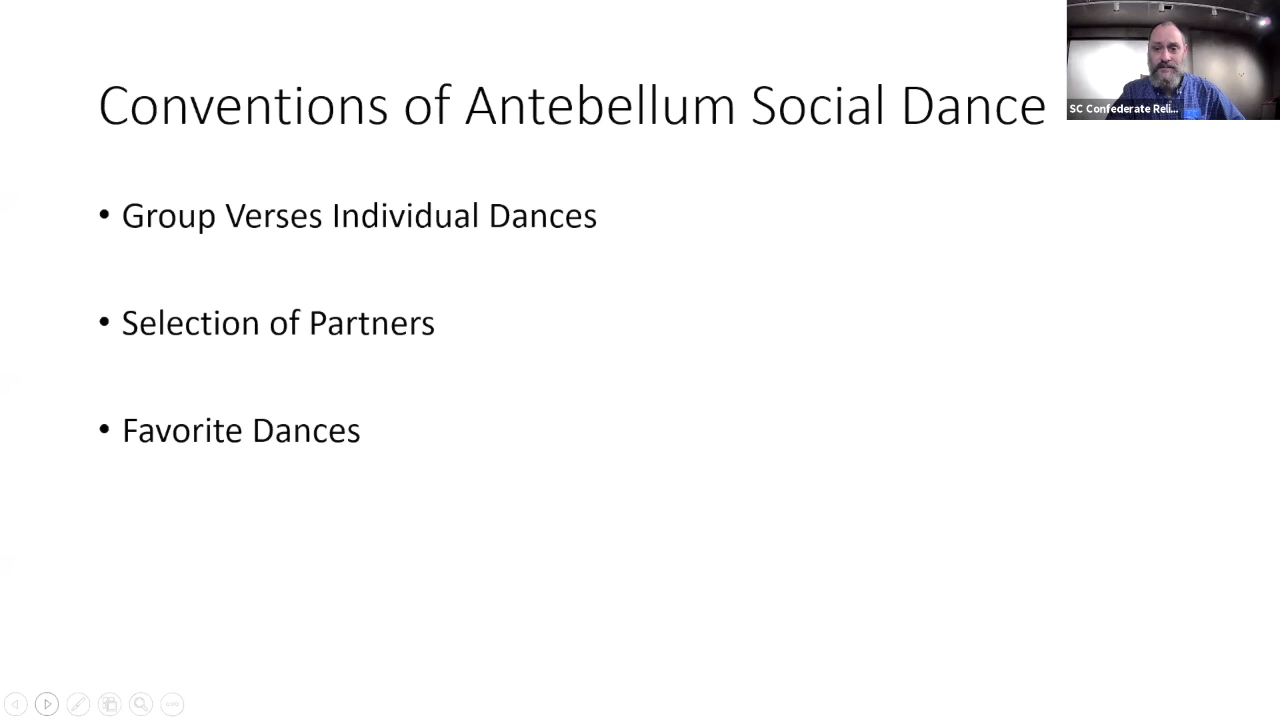 Conventions of Antebellum Social Dance
SC Confederate Reli...
• Group Verses Individual Dances
• Selection of Partners
• Favorite Dances